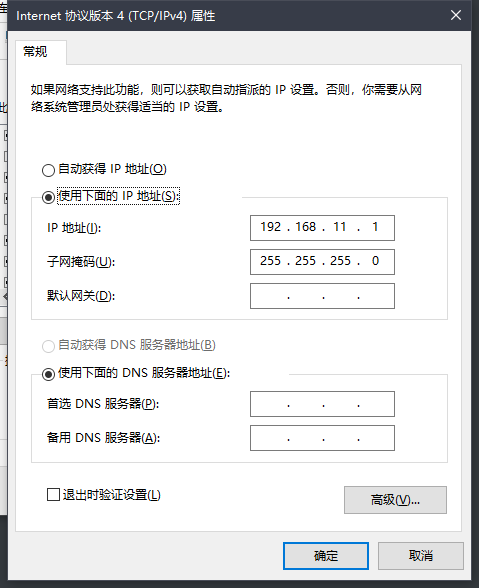 Internet 协议版本 4 (TCP/IPv4) 属性
常规
如果网络支持此功能，则可以获取自动指派的 IP 设置。否则，你需要从网
络系统管理员处获得适当的 IP 设置。
自动获得 IP 地址(O)
使用下面的 IP 地址(S):
IP 地址(I): 192 . 168 . 11 . 1
子网掩码(U): 255 . 255 . 255 . 0
默认网关(D): . . .
自动获得 DNS 服务器地址(B)
使用下面的 DNS 服务器地址(E):
首选 DNS 服务器(P): . . .
备用 DNS 服务器(A): . . .
退出时验证设置(L)
高级(V)...
确定 取消